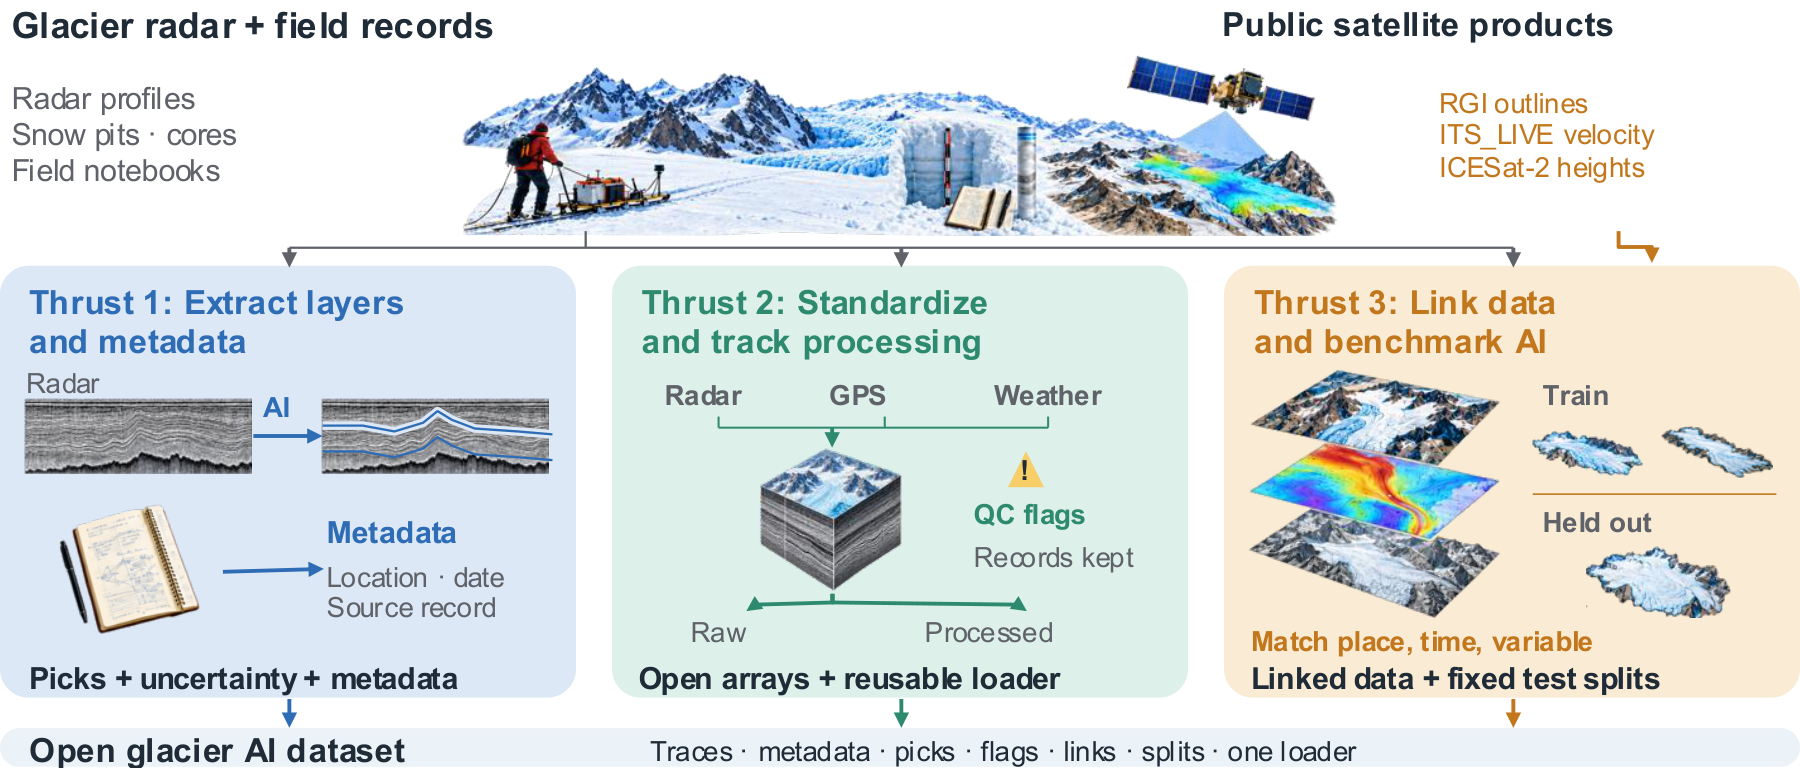 Glacier radar + field records
Public satellite products
Radar profiles
Snow pits · cores
Field notebooks
RGI outlines
ITS_LIVE velocity
ICESat-2 heights
Thrust 1: Extract layers
and metadata
Radar
AI
Metadata
Location · date
Source record
Picks + uncertainty + metadata
Thrust 2: Standardize
and track processing
Radar
GPS
Weather
!
QC flags
Records kept
Raw
Processed
Open arrays + reusable loader
Thrust 3: Link data
and benchmark AI
Train
Held out
Match place, time, variable
Linked data + fixed test splits
Open glacier AI dataset
Traces · metadata · picks · flags · links · splits · one loader